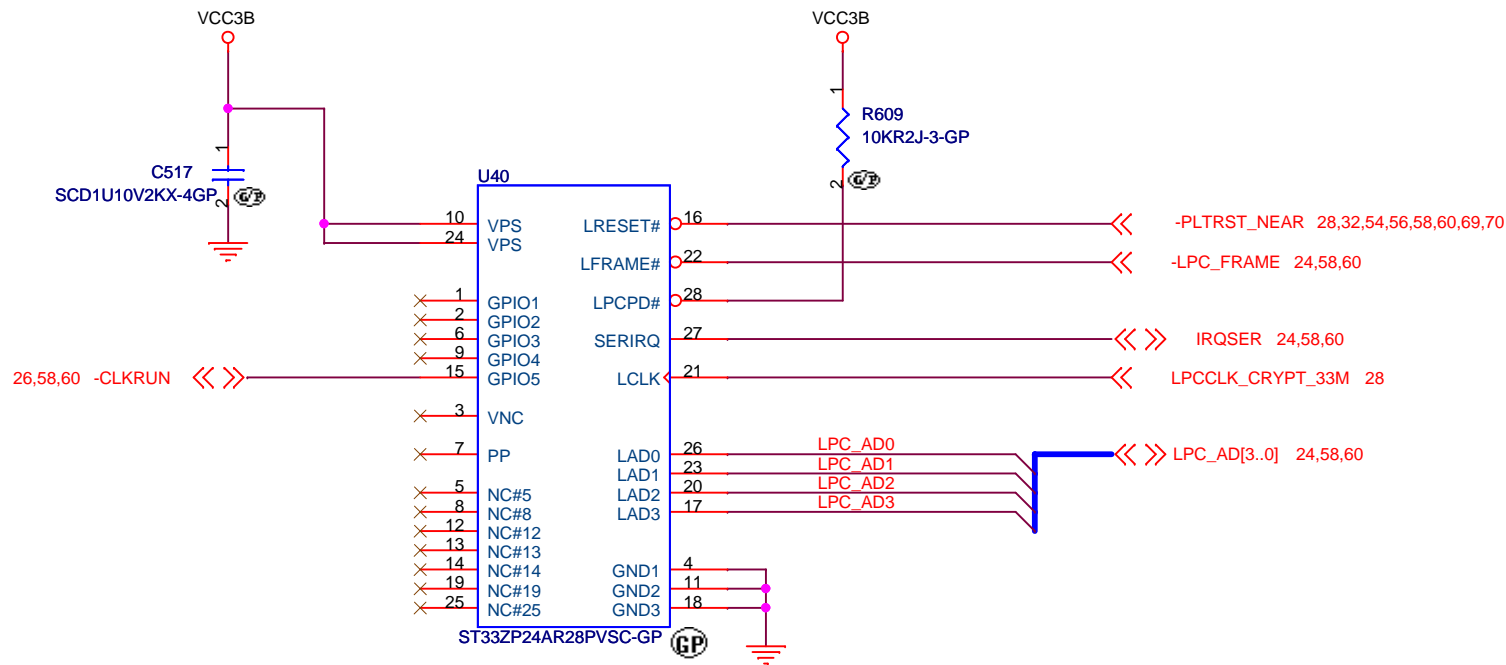 VCC3B
VCC3B
1
C517
SCD1U10V2KX-4GP
2
G/P
1
R609
10KR2J-3-GP
2
G/P
U40
10 VPS
24 VPS
1 GPIO1
2 GPIO2
6 GPIO3
9 GPIO4
26,58,60 -CLKRUN 15 GPIO5
3 VNC
7 PP
5 NC#5
8 NC#8
12 NC#12
13 NC#13
14 NC#14
19 NC#19
25 NC#25
LRESET# 16 -PLTRST_NEAR 28,32,54,56,58,60,69,70
LFRAME# 22 -LPC_FRAME 24,58,60
LPCPD# 28
SERIRQ 27 IRQSER 24,58,60
LCLK 21 LPCCLK_CRYPT_33M 28
LAD0 26 LPC_AD0 LPC_AD[3..0] 24,58,60
LAD1 23 LPC_AD1
LAD2 20 LPC_AD2
LAD3 17 LPC_AD3
GND1 4
GND2 11
GND3 18
ST33ZP24AR28PVSC-GP
GP